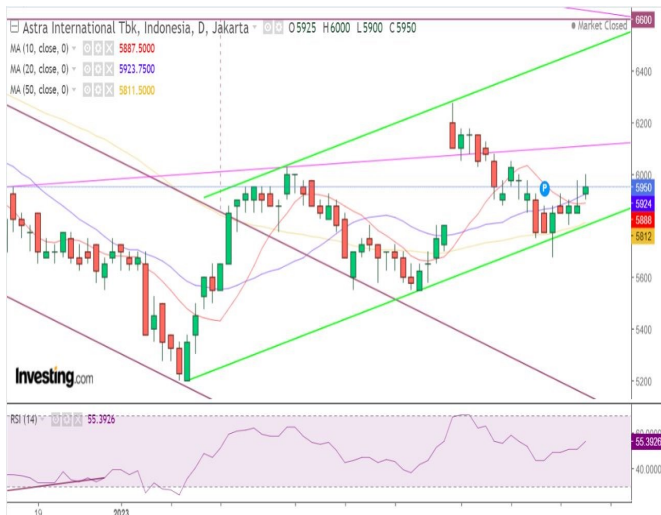 Astra International Tbk, Indonesia, D, Jakarta O5925 H6000 L5900 C5950
Market Closed
MA (10, close, 0) 5887.5000
MA (20, close, 0) 5923.7500
MA (50, close, 0) 5811.5000
6600
6400
6200
6000
5950
5924
5888
5812
5600
5400
5200
P
Investing.com
RSI (14) 55.3926
60.0000
55.3926
40.0000
19
2023